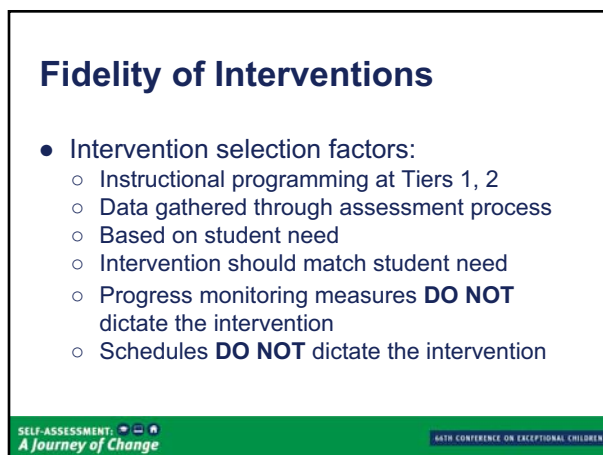 Fidelity of Interventions
● Intervention selection factors:
○ Instructional programming at Tiers 1, 2
○ Data gathered through assessment process
○ Based on student need
○ Intervention should match student need
○ Progress monitoring measures DO NOT
dictate the intervention
○ Schedules DO NOT dictate the intervention
SELF-ASSESSMENT:
A Journey of Change
66TH CONFERENCE ON EXCEPTIONAL CHILDREN